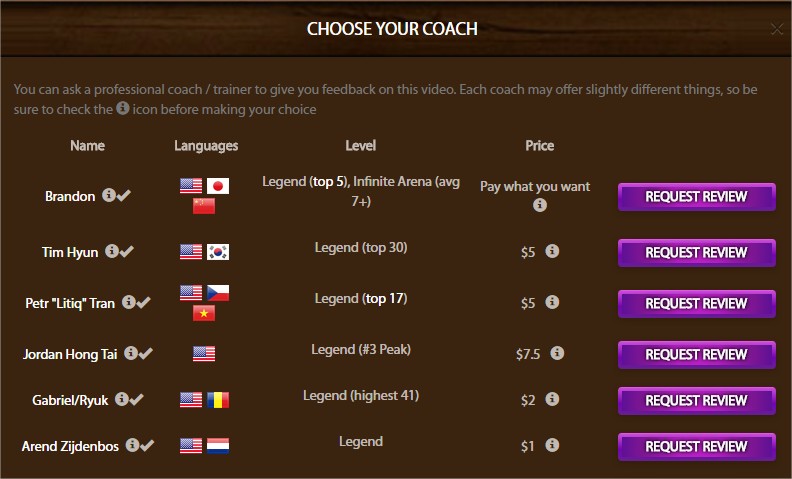 CHOOSE YOUR COACH
You can ask a professional coach / trainer to give you feedback on this video. Each coach may offer slightly different things, so be
sure to check the icon before making your choice
Name Languages Level Price
Brandon Legend (top 5), Infinite Arena (avg
7+) Pay what you want REQUEST REVIEW
Tim Hyun Legend (top 30) $5 REQUEST REVIEW
Petr "Litiq" Tran Legend (top 17) $5 REQUEST REVIEW
Jordan Hong Tai Legend (#3 Peak) $7.5 REQUEST REVIEW
Gabriel/Ryuk Legend (highest 41) $2 REQUEST REVIEW
Arend Zijdenbos Legend $1 REQUEST REVIEW